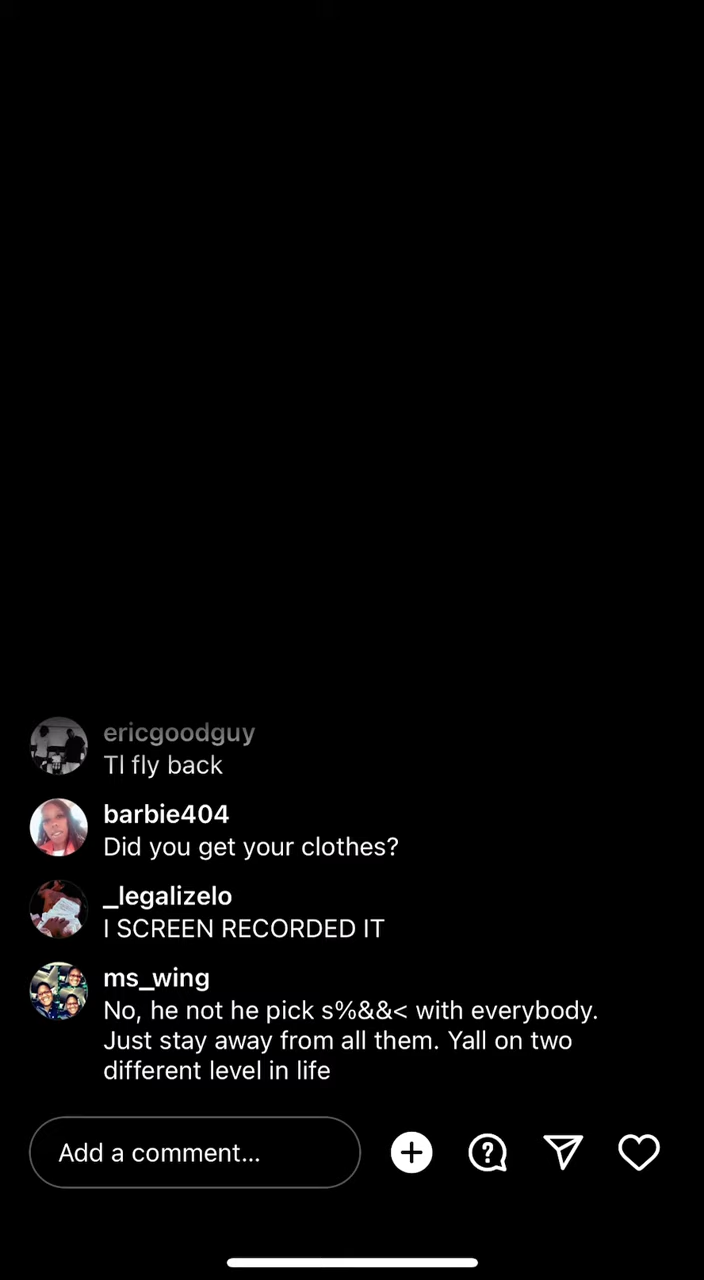 ericgoodguy
Tl fly back
barbie404
Did you get your clothes?
_legalizelo
I SCREEN RECORDED IT
ms_wing
No, he not he pick s%&&< with everybody.
Just stay away from all them. Yall on two
different level in life
Add a comment...